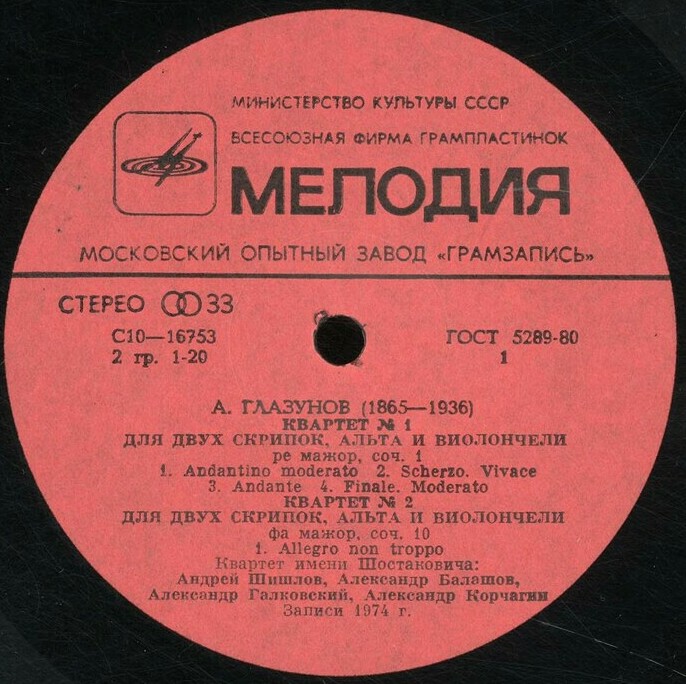 МИНИСТЕРСТВО КУЛЬТУРЫ СССР
ВСЕСОЮЗНАЯ ФИРМА ГРАМПЛАСТИНОК
МЕЛОДИЯ
МОСКОВСКИЙ ОПЫТНЫЙ ЗАВОД «ГРАМЗАПИСЬ»
СТЕРЕО 33
С10—16753
2 гр. 1-20
ГОСТ 5289-80
1
А. ГЛАЗУНОВ (1865—1936)
КВАРТЕТ № 1
ДЛЯ ДВУХ СКРИПОК, АЛЬТА И ВИОЛОНЧЕЛИ
ре мажор, соч. 1
1. Andantino moderato 2. Scherzo. Vivace
3. Andante 4. Finale. Moderato
КВАРТЕТ № 2
ДЛЯ ДВУХ СКРИПОК, АЛЬТА И ВИОЛОНЧЕЛИ
фа мажор, соч. 10
1. Allegro non troppo
Квартет имени Шостаковича:
Андрей Шишлов, Александр Балашов,
Александр Галковский, Александр Корчагин
Записи 1974 г.